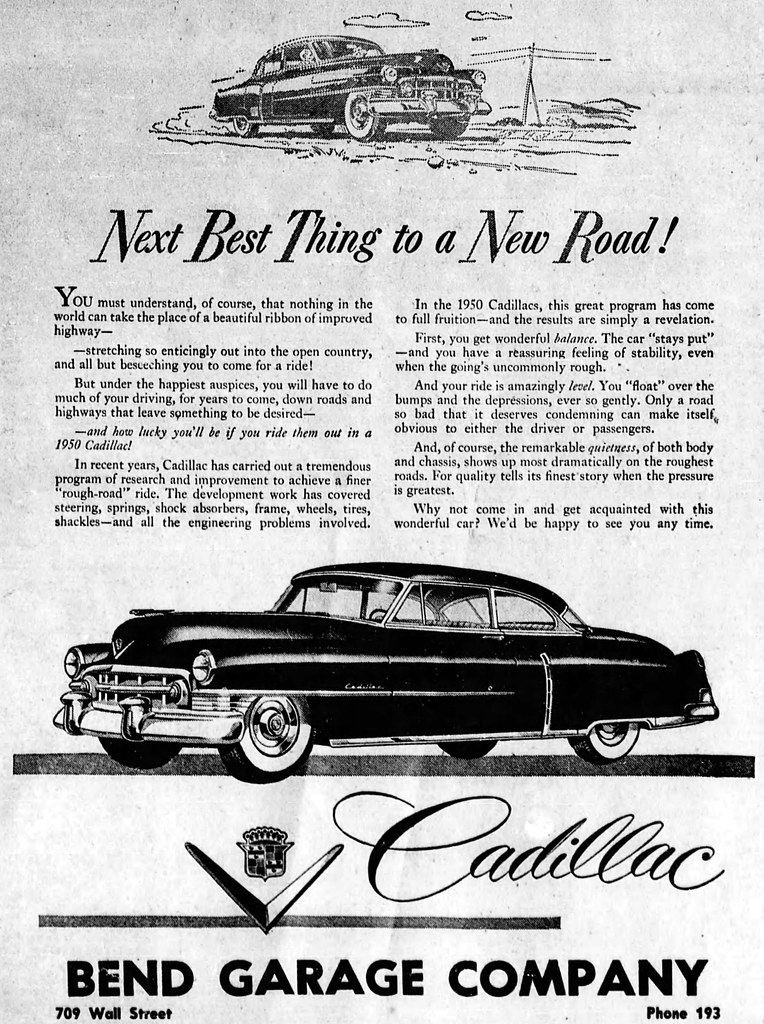 Next Best Thing to a New Road!
YOU must understand, of course, that nothing in the
world can take the place of a beautiful ribbon of improved
highway—
—stretching so enticingly out into the open country,
and all but beseeching you to come for a ride!
But under the happiest auspices, you will have to do
much of your driving, for years to come, down roads and
highways that leave something to be desired—
—and how lucky you'll be if you ride them out in a
1950 Cadillac!
In recent years, Cadillac has carried out a tremendous
program of research and improvement to achieve a finer
"rough-road" ride. The development work has covered
steering, springs, shock absorbers, frame, wheels, tires,
shackles—and all the engineering problems involved.
In the 1950 Cadillacs, this great program has come
to full fruition—and the results are simply a revelation.
First, you get wonderful balance. The car "stays put"
—and you have a reassuring feeling of stability, even
when the going's uncommonly rough.
And your ride is amazingly level. You "float" over the
bumps and the depressions, ever so gently. Only a road
so bad that it deserves condemning can make itself
obvious to either the driver or passengers.
And, of course, the remarkable quietness, of both body
and chassis, shows up most dramatically on the roughest
roads. For quality tells its finest story when the pressure
is greatest.
Why not come in and get acquainted with this
wonderful car? We'd be happy to see you any time.
Cadillac
Cadillac
BEND GARAGE COMPANY
709 Wall Street
Phone 193